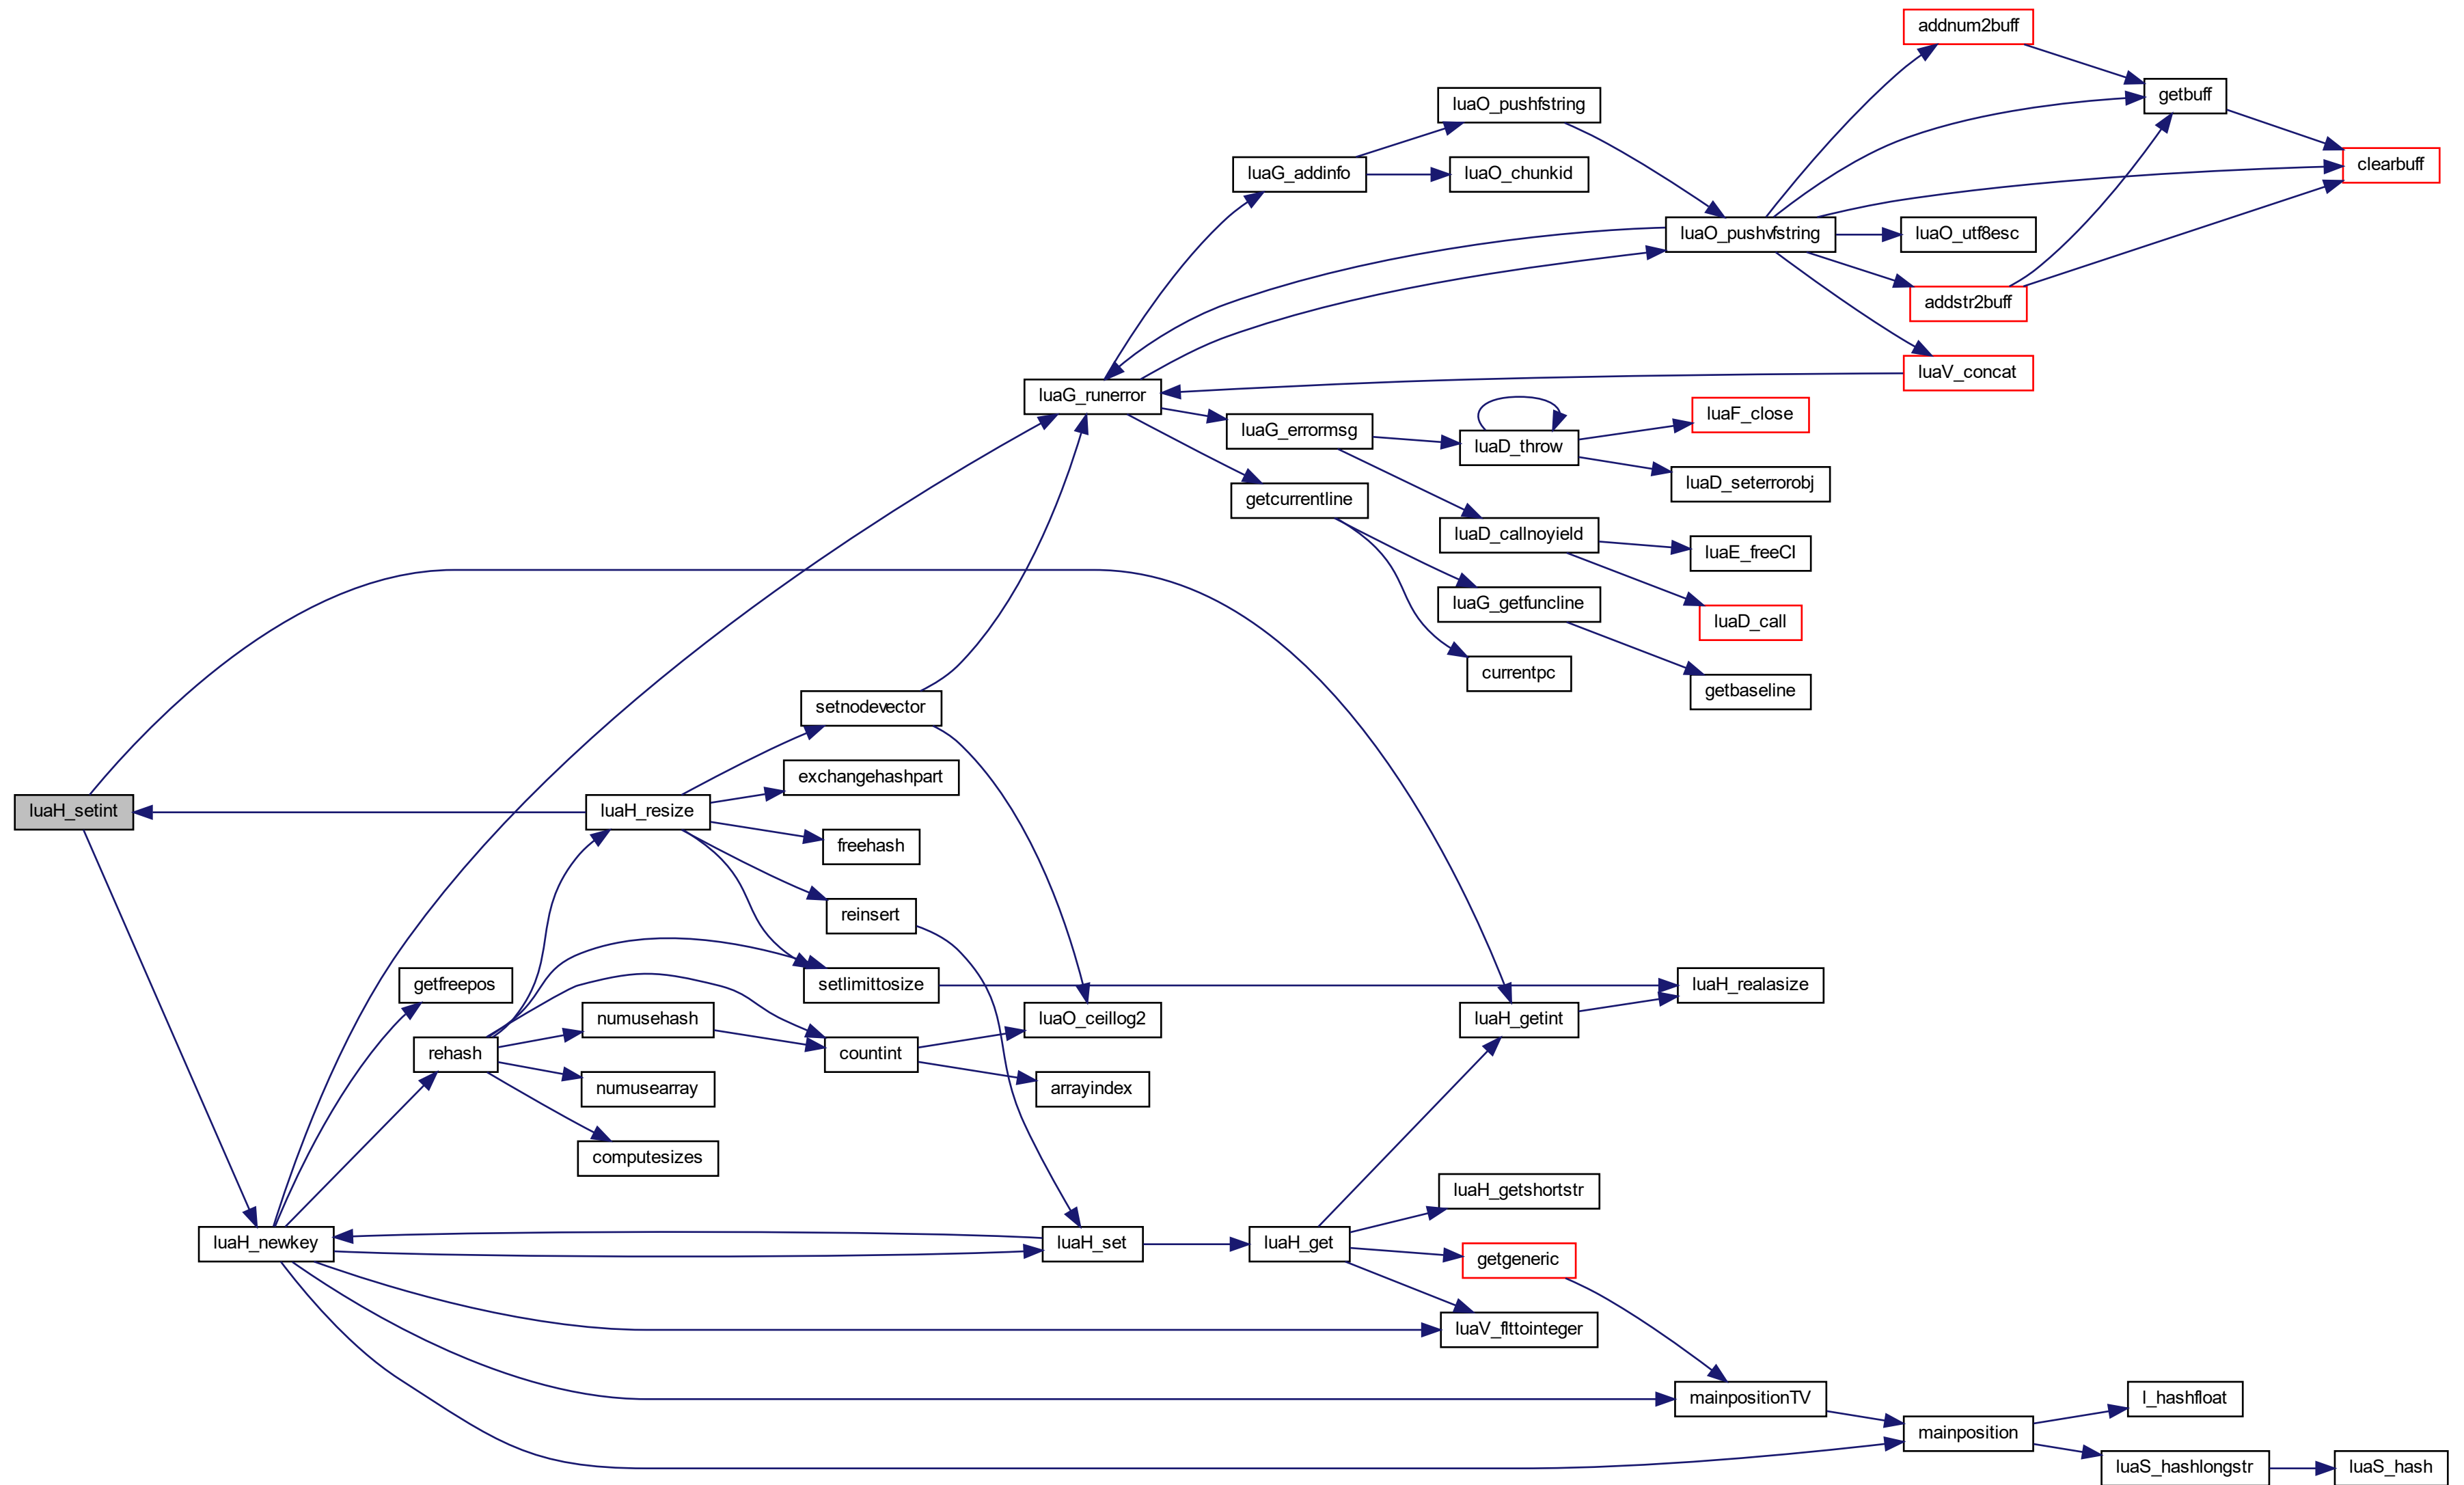 addnum2buff
getbuff
luaO_pushfstring
clearbuff
luaG_addinfo
luaO_chunkid
luaO_pushvfstring
luaO_utf8esc
addstr2buff
luaV_concat
luaG_runerror
luaF_close
luaG_errormsg
luaD_throw
luaD_seterrorobj
getcurrentline
luaD_callnoyield
luaE_freeCI
luaG_getfuncline
luaD_call
currentpc
getbaseline
setnodevector
exchangehashpart
luaH_setint
luaH_resize
freehash
reinsert
getfreepos
setlimittosize
luaH_realasize
numusehash
luaO_ceillog2
luaH_getint
rehash
countint
numusearray
arrayindex
computesizes
luaH_getshortstr
luaH_newkey
luaH_set
luaH_get
getgeneric
luaV_flttointeger
mainpositionTV
l_hashfloat
mainposition
luaS_hashlongstr
luaS_hash